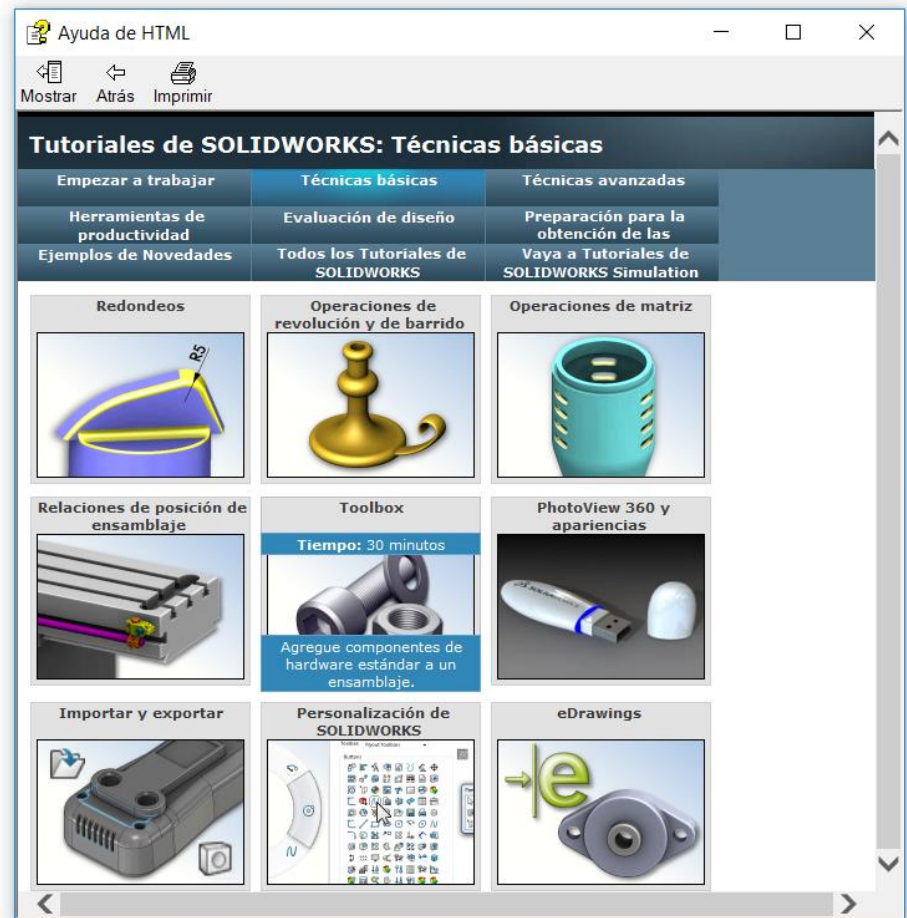 Ayuda de HTML
Mostrar Atrás Imprimir
Tutoriales de SOLIDWORKS: Técnicas básicas
Empezar a trabajar
Técnicas básicas
Técnicas avanzadas
Herramientas de
productividad
Evaluación de diseño
Preparación para la
obtención de las
Ejemplos de Novedades
Todos los Tutoriales de
SOLIDWORKS
Vaya a Tutoriales de
SOLIDWORKS Simulation
Redondeos
R5
Operaciones de
revolución y de barrido
Operaciones de matriz
Relaciones de posición de
ensamblaje
Toolbox
Tiempo: 30 minutos
Agregue componentes de
hardware estándar a un
ensamblaje.
PhotoView 360 y
apariencias
Importar y exportar
Personalización de
SOLIDWORKS
Buttons
eDrawings
e